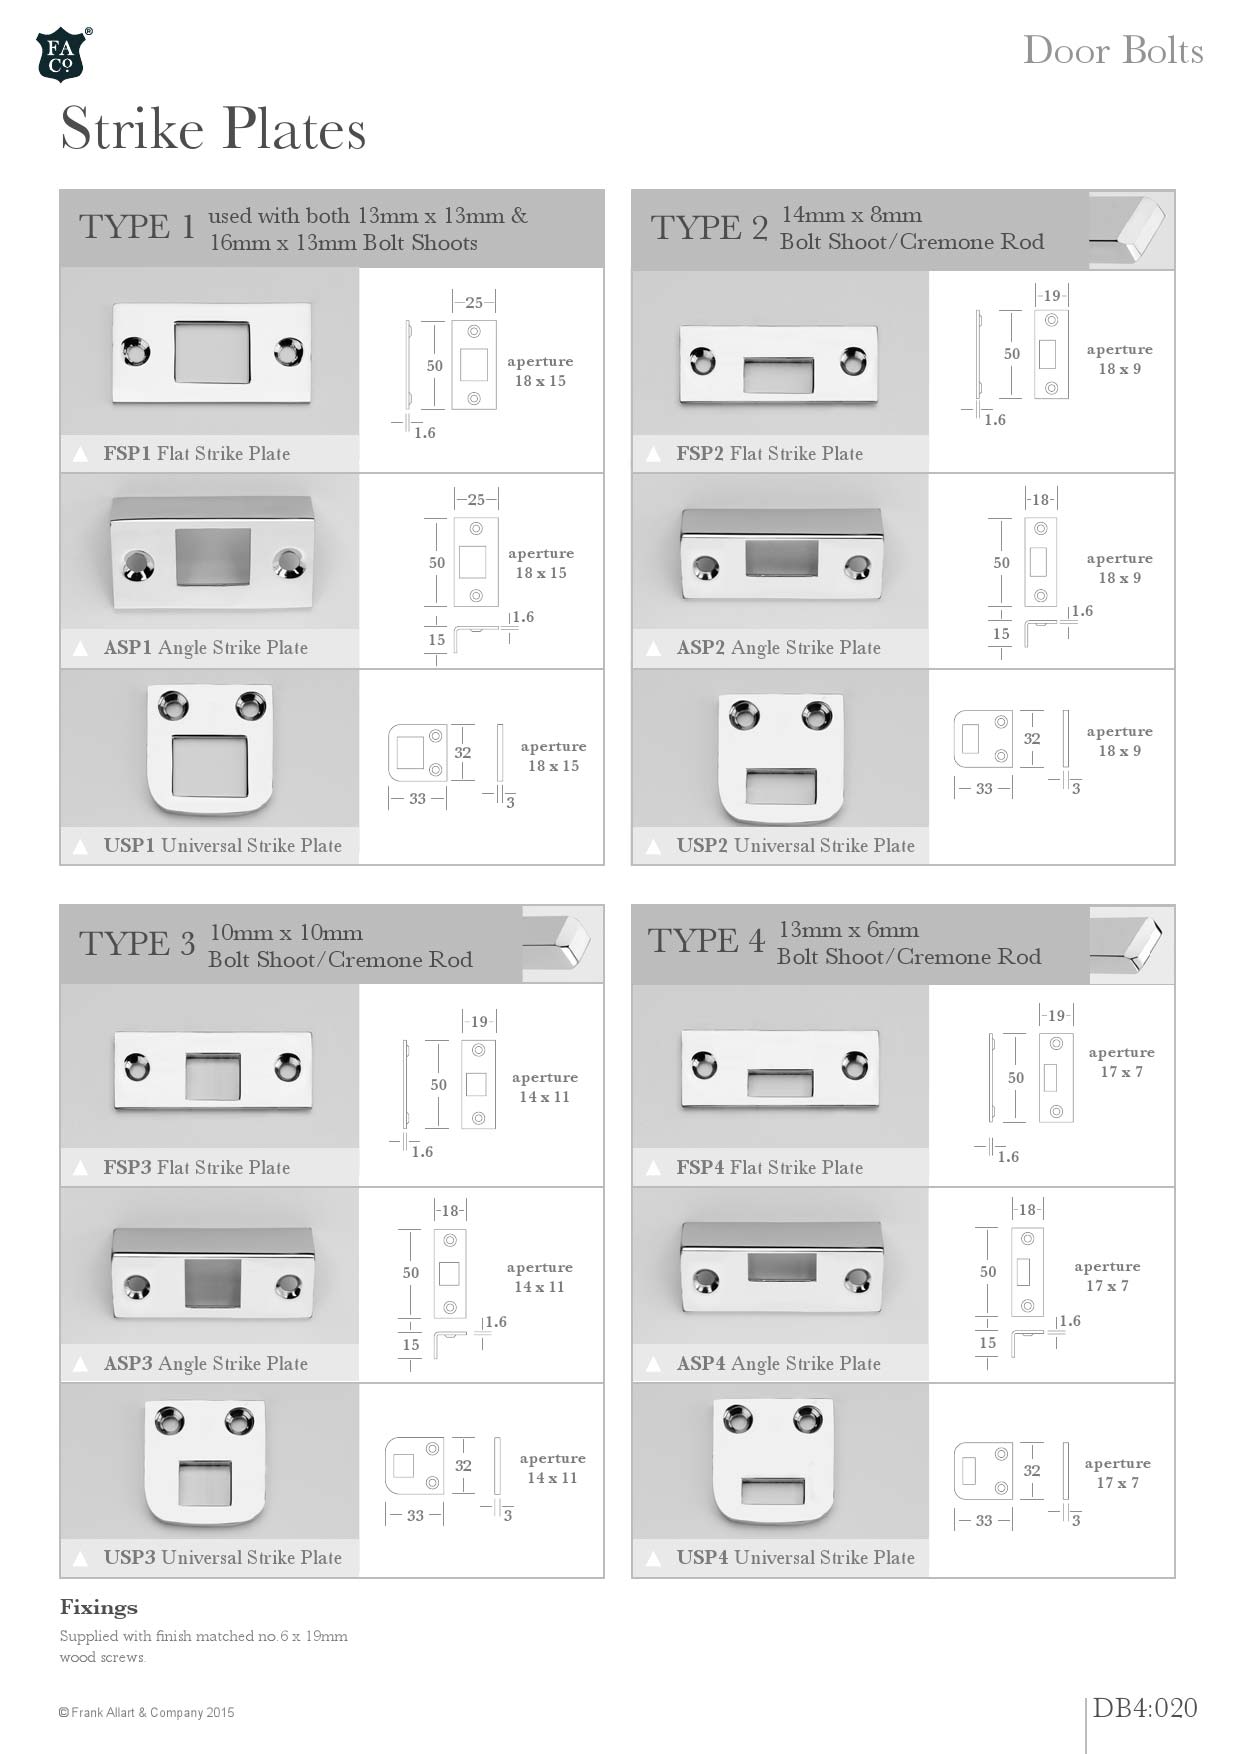 FA
Co.
®
Door Bolts
Strike Plates
TYPE 1
used with both 13mm x 13mm &
16mm x 13mm Bolt Shoots
25
50
1.6
aperture
18 x 15
FSP1 Flat Strike Plate
25
50
15
1.6
aperture
18 x 15
ASP1 Angle Strike Plate
32
33
3
aperture
18 x 15
USP1 Universal Strike Plate
TYPE 2
14mm x 8mm
Bolt Shoot/Cremone Rod
19
50
1.6
aperture
18 x 9
FSP2 Flat Strike Plate
18
50
15
1.6
aperture
18 x 9
ASP2 Angle Strike Plate
32
33
3
aperture
18 x 9
USP2 Universal Strike Plate
TYPE 3
10mm x 10mm
Bolt Shoot/Cremone Rod
19
50
1.6
aperture
14 x 11
FSP3 Flat Strike Plate
18
50
15
1.6
aperture
14 x 11
ASP3 Angle Strike Plate
32
33
3
aperture
14 x 11
USP3 Universal Strike Plate
TYPE 4
13mm x 6mm
Bolt Shoot/Cremone Rod
19
50
1.6
aperture
17 x 7
FSP4 Flat Strike Plate
18
50
15
1.6
aperture
17 x 7
ASP4 Angle Strike Plate
32
33
3
aperture
17 x 7
USP4 Universal Strike Plate
Fixings
Supplied with finish matched no.6 x 19mm
wood screws.
© Frank Allart & Company 2015
DB4:020